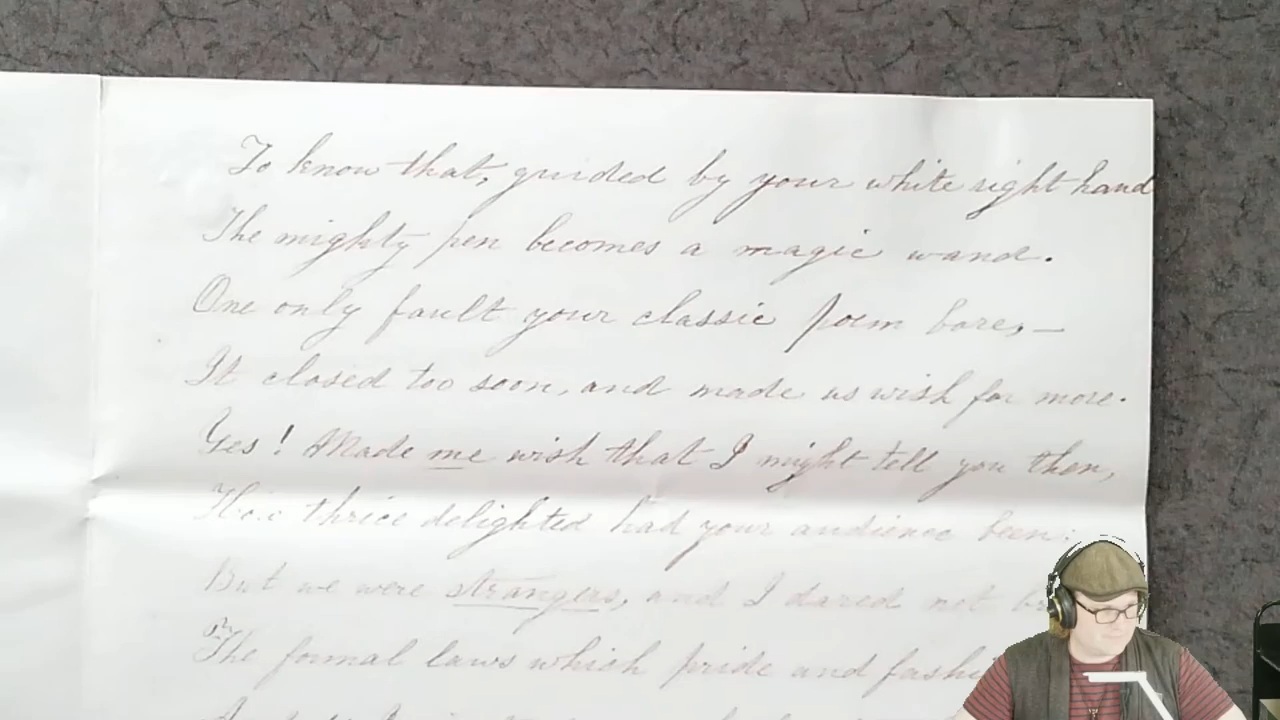 To know that, guided by your white right hand
The mighty pen becomes a magic wand.
One only fault your classic poem bore, —
It closed too soon, and made us wish for more.
Yes! Made me wish that I might tell you then,
How thrice delighted had your audience been:
But we were strangers, and I dared not
The formal laws which pride and